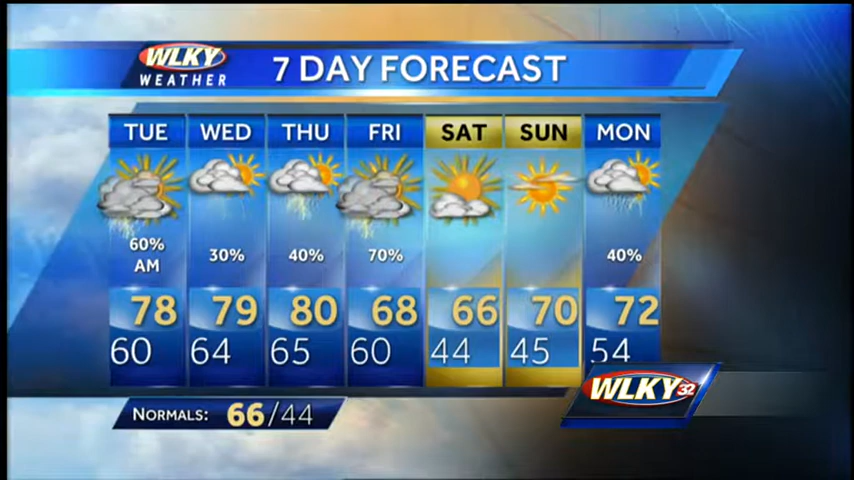 WLKY
WEATHER
7 DAY FORECAST
TUE WED THU FRI SAT SUN MON
60% AM 30% 40% 70% 40%
78 79 80 68 66 70 72
60 64 65 60 44 45 54
WLKY 32
NORMALS: 66/44